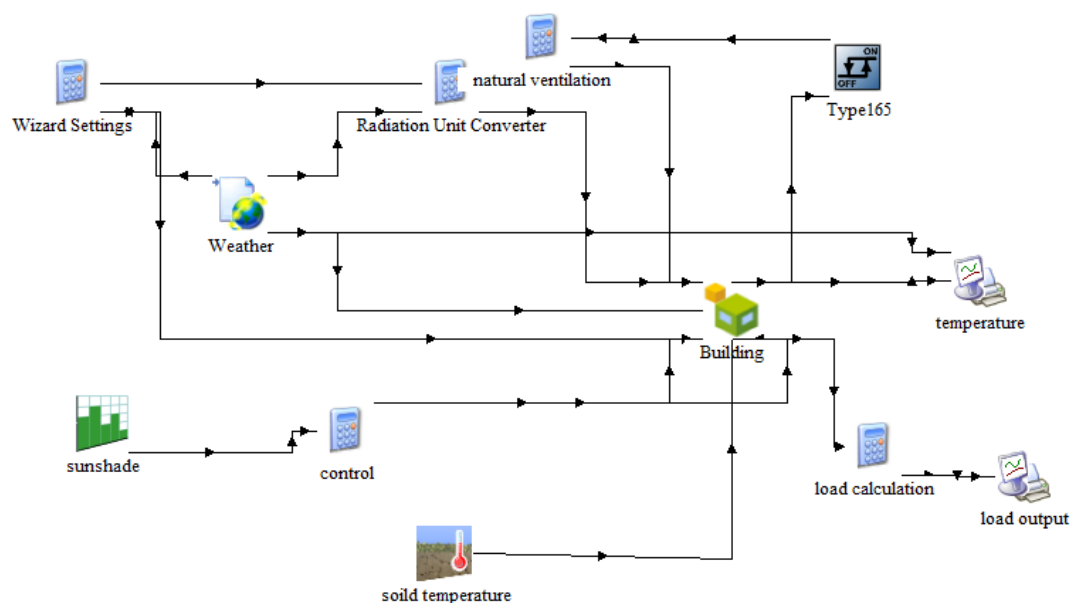 ON
OFF
natural ventilation
Type165
Wizard Settings
Radiation Unit Converter
Weather
temperature
Building
sunshade
control
load calculation
load output
soild temperature